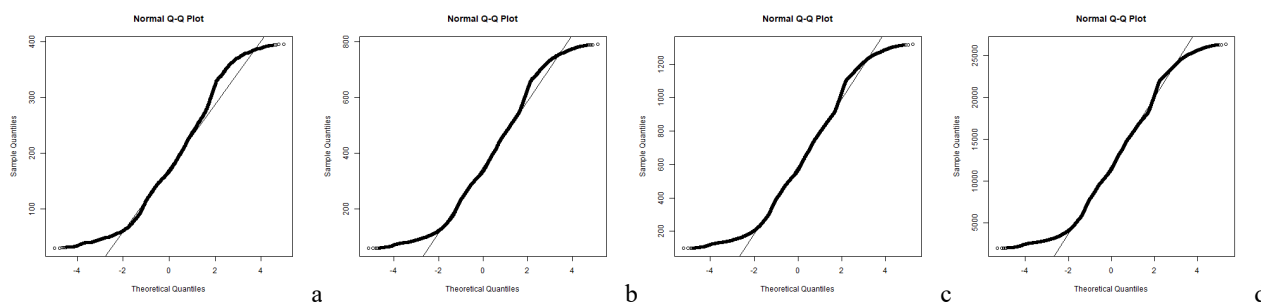 Normal Q-Q Plot
Sample Quantiles
100 200 300 400
-4 -2 0 2 4
Theoretical Quantiles
a
Normal Q-Q Plot
Sample Quantiles
200 400 600 800
-4 -2 0 2 4
Theoretical Quantiles
b
Normal Q-Q Plot
Sample Quantiles
200 400 600 800 1000 1200
-4 -2 0 2 4
Theoretical Quantiles
c
Normal Q-Q Plot
Sample Quantiles
5000 10000 15000 20000 25000
-4 -2 0 2 4
Theoretical Quantiles
d